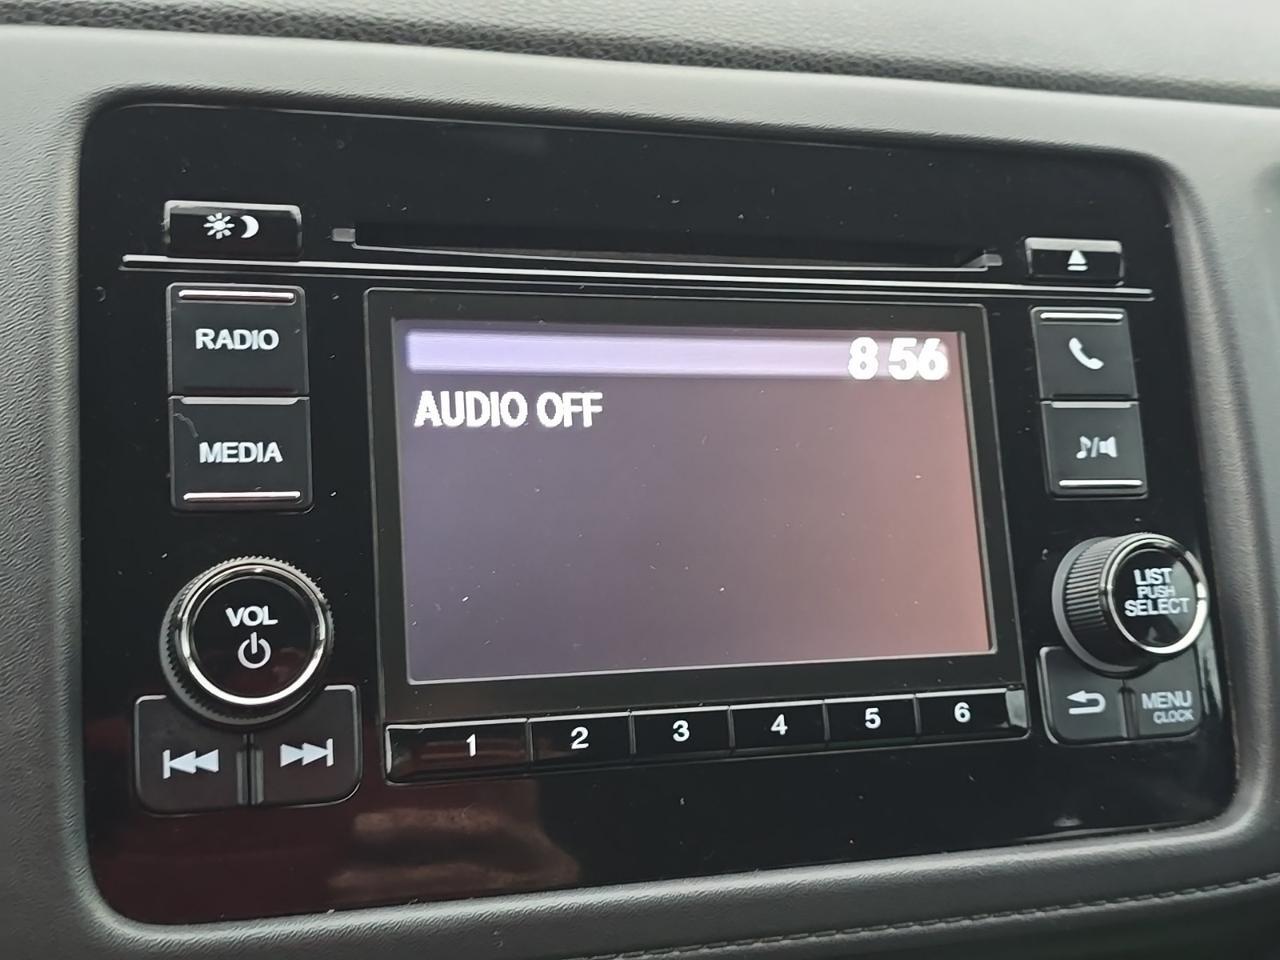 8 56
RADIO
AUDIO OFF
MEDIA
VOL
LIST
PUSH
SELECT
1 2 3 4 5 6
MENU
CLOCK